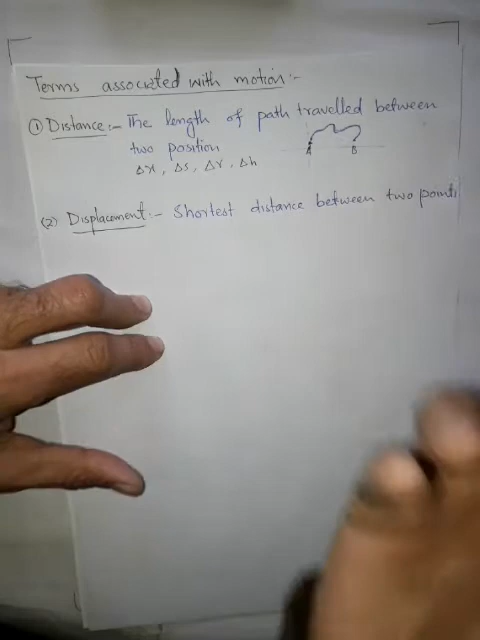 Terms associated with motion:-
① Distance:- The length of path travelled between
two position
A B
Δx, Δs, Δr, Δh
(2) Displacement:- Shortest distance between two points